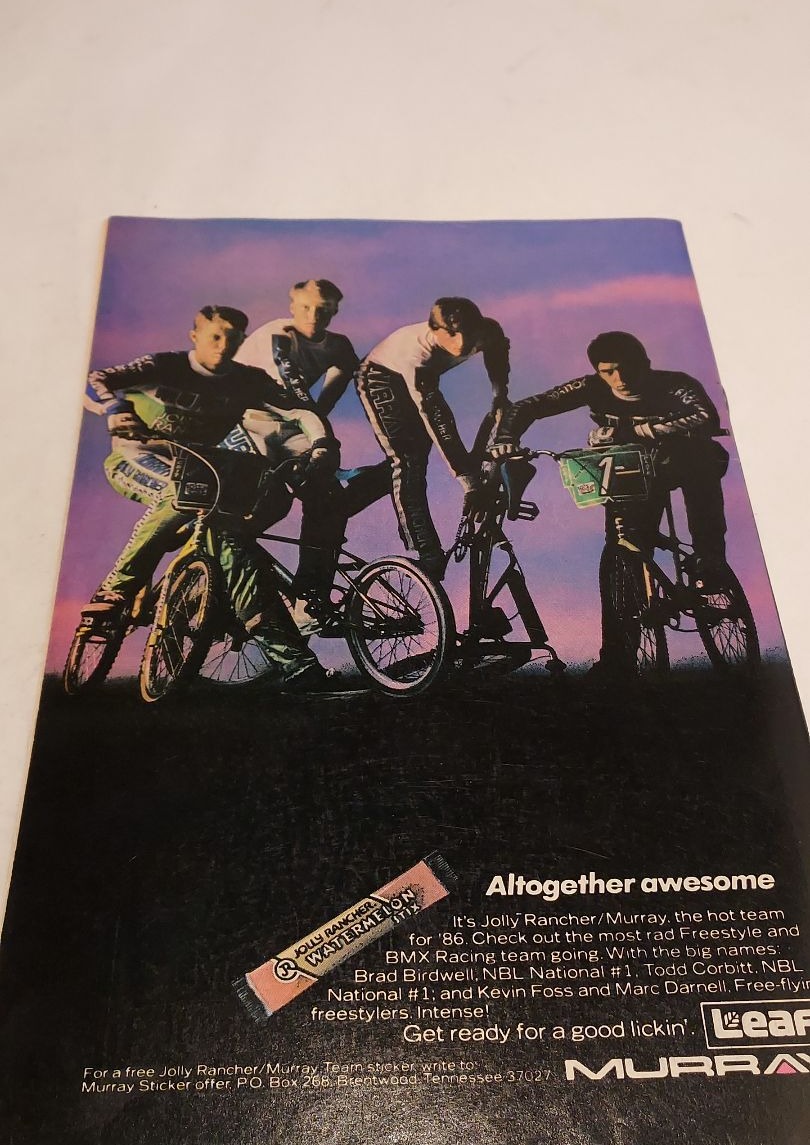 1
JOLLY RANCHER
WATERMELON
STIX
Altogether awesome
It's Jolly Rancher/Murray, the hot team
for '86. Check out the most rad Freestyle and
BMX Racing team going. With the big names:
Brad Birdwell, NBL National #1, Todd Corbitt, NBL
National #1; and Kevin Foss and Marc Darnell, Free-flyin
freestylers. Intense!
Get ready for a good lickin'.
Leaf
For a free Jolly Rancher/Murray Team sticker, write to:
Murray Sticker offer, P.O. Box 268, Brentwood, Tennessee 37027
MURRAY